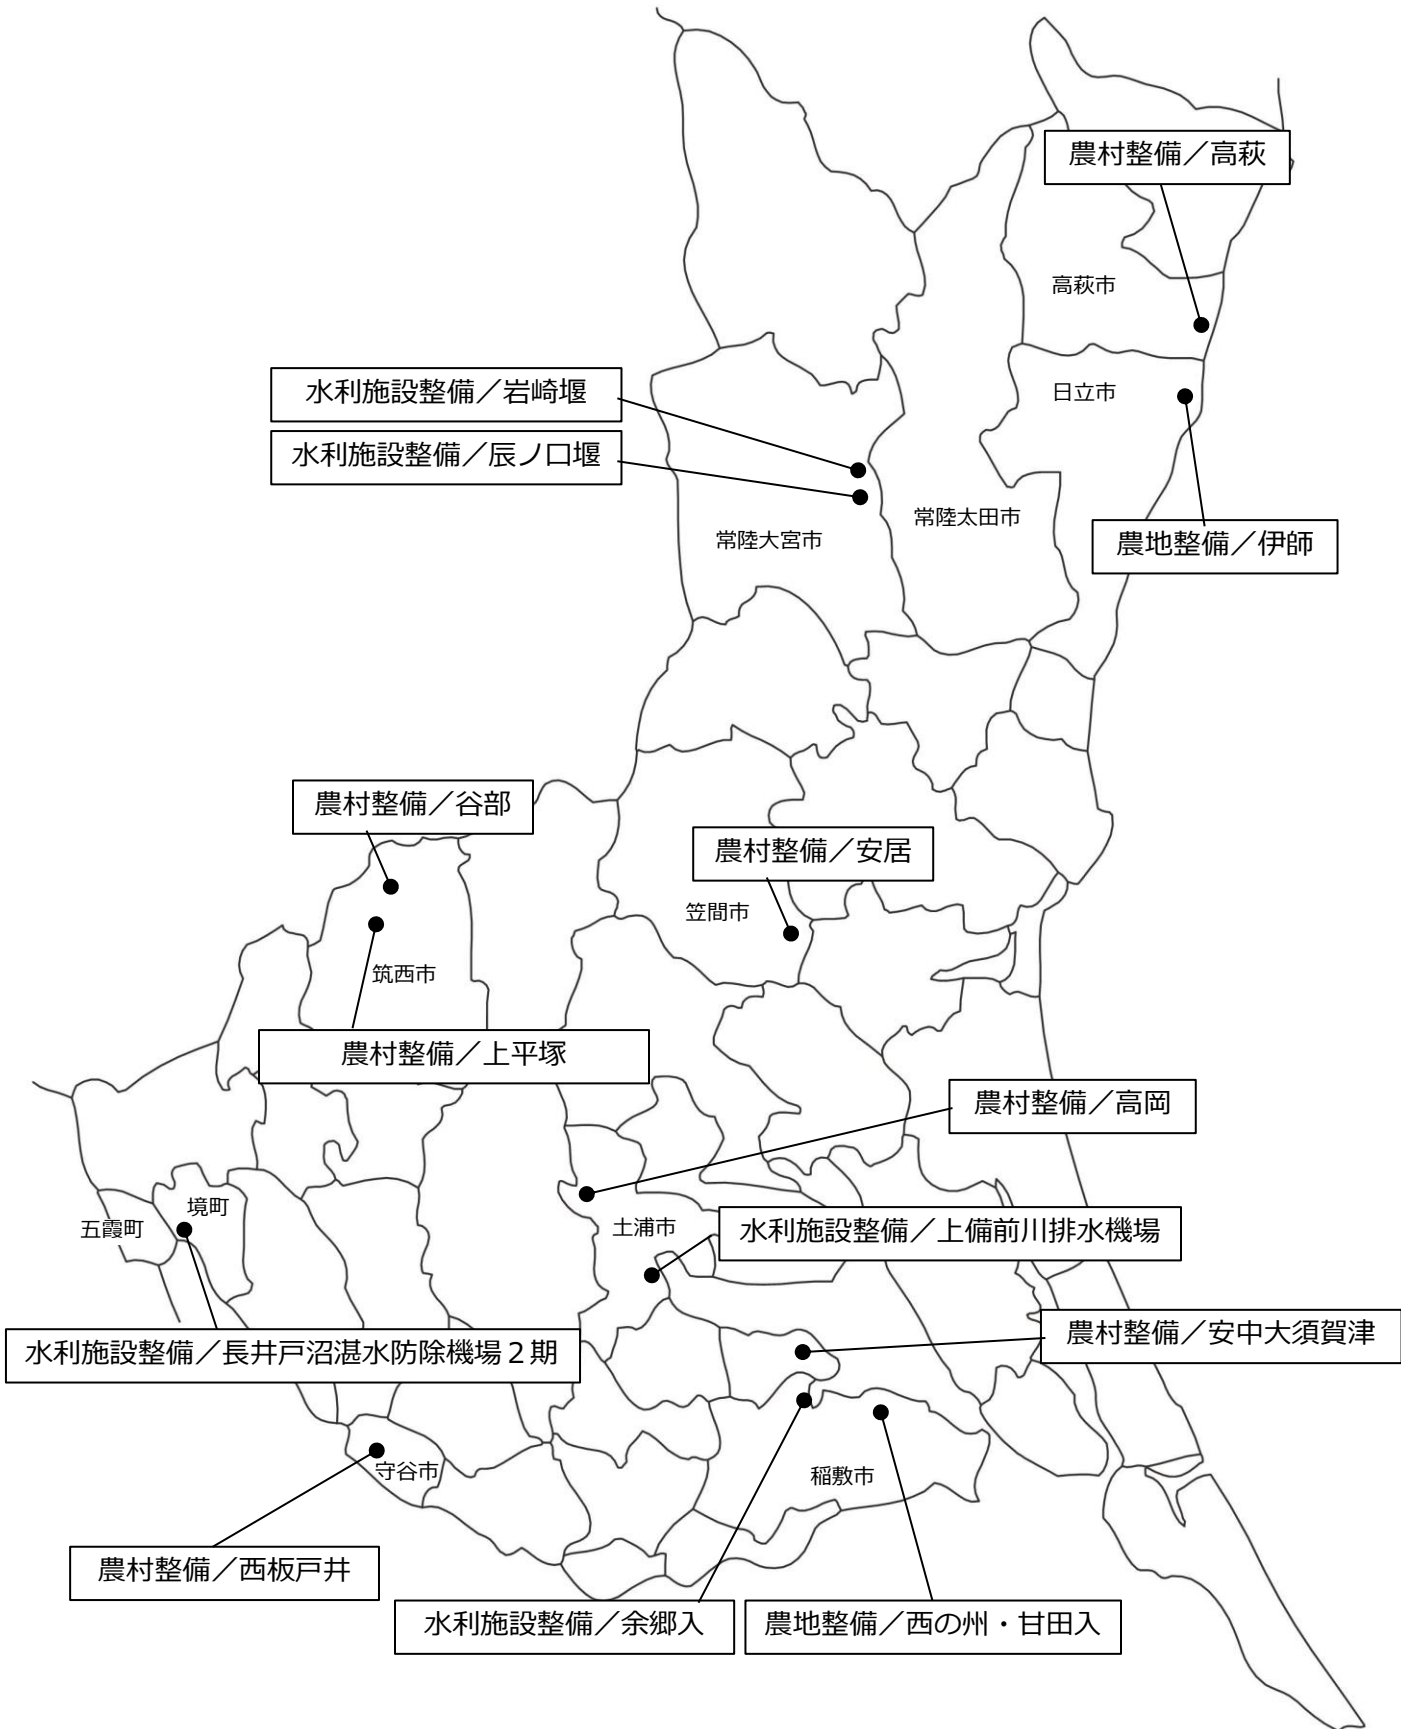 農村整備／高萩
高萩市
水利施設整備／岩崎堰
日立市
水利施設整備／辰ノ口堰
常陸太田市
常陸大宮市
農地整備／伊師
農村整備／谷部
農村整備／安居
笠間市
筑西市
農村整備／上平塚
農村整備／高岡
境町
五霞町
土浦市
水利施設整備／上備前川排水機場
農村整備／安中大須賀津
水利施設整備／長井戸沼湛水防除機場２期
守谷市
稲敷市
農村整備／西板戸井
水利施設整備／余郷入
農地整備／西の州・甘田入